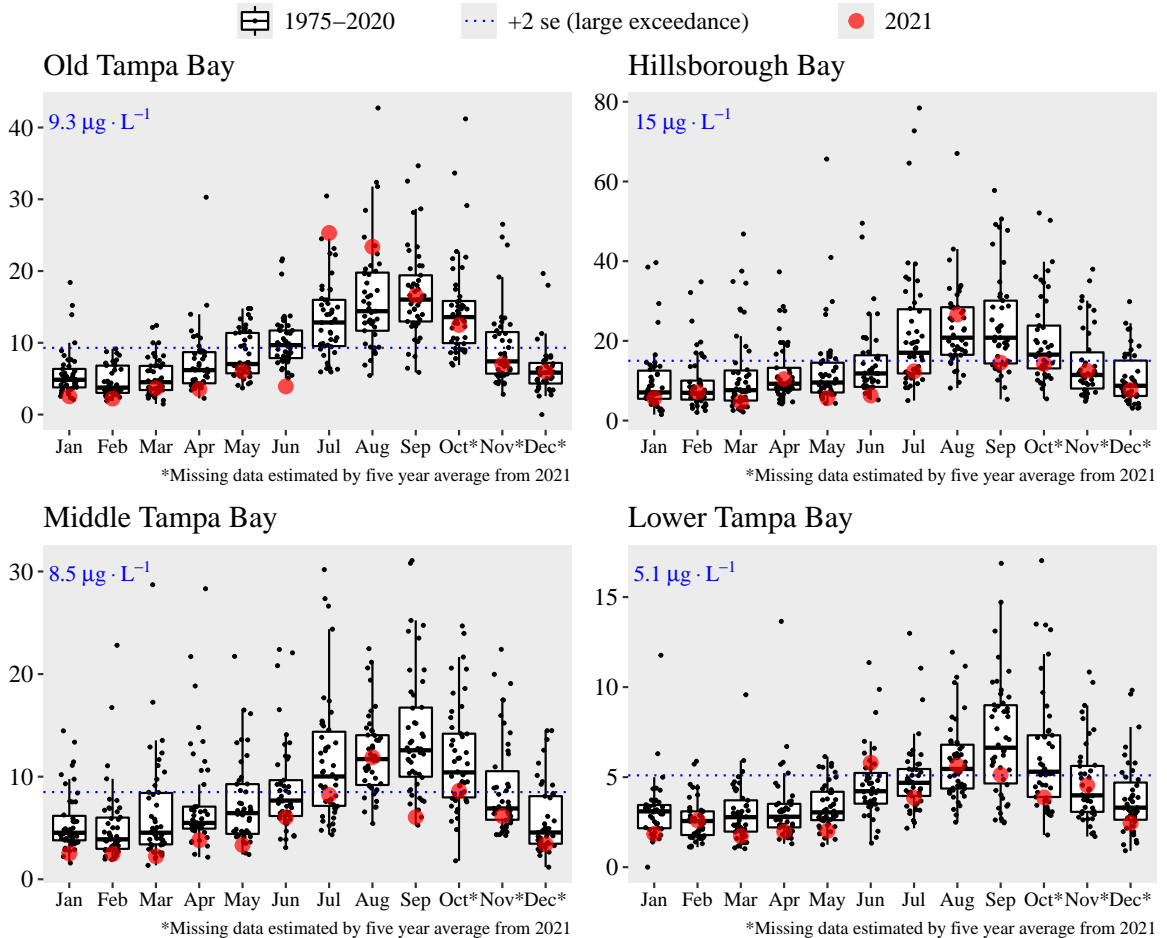 1975−2020 +2 se (large exceedance) 2021
Old Tampa Bay
9.3 μg · L⁻¹
40
30
20
10
0
Jan Feb Mar Apr May Jun Jul Aug Sep Oct* Nov* Dec*
*Missing data estimated by five year average from 2021
Hillsborough Bay
15 μg · L⁻¹
80
60
40
20
0
Jan Feb Mar Apr May Jun Jul Aug Sep Oct* Nov* Dec*
*Missing data estimated by five year average from 2021
Middle Tampa Bay
8.5 μg · L⁻¹
30
20
10
0
Jan Feb Mar Apr May Jun Jul Aug Sep Oct* Nov* Dec*
*Missing data estimated by five year average from 2021
Lower Tampa Bay
5.1 μg · L⁻¹
15
10
5
0
Jan Feb Mar Apr May Jun Jul Aug Sep Oct* Nov* Dec*
*Missing data estimated by five year average from 2021